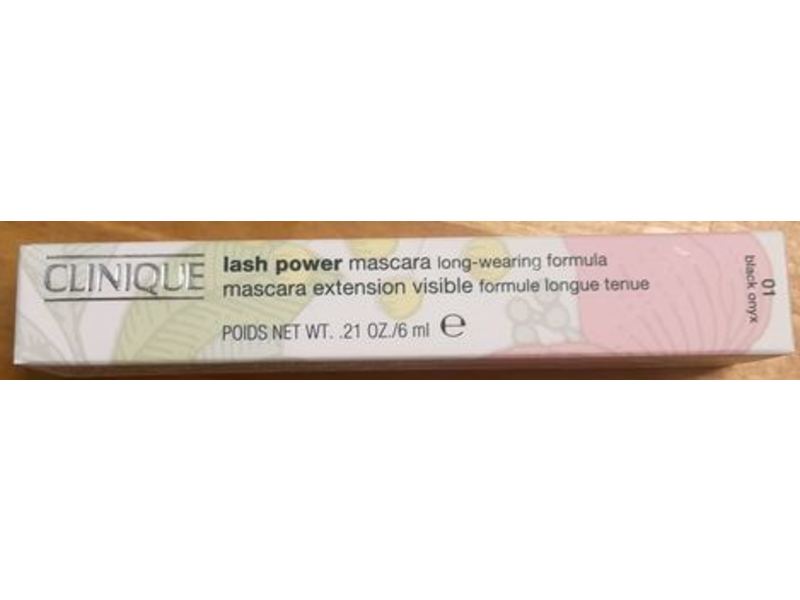 CLINIQUE
lash power mascara long-wearing formula
mascara extension visible formule longue tenue
POIDS NET WT. .21 OZ./6 ml ℮
01
black onyx